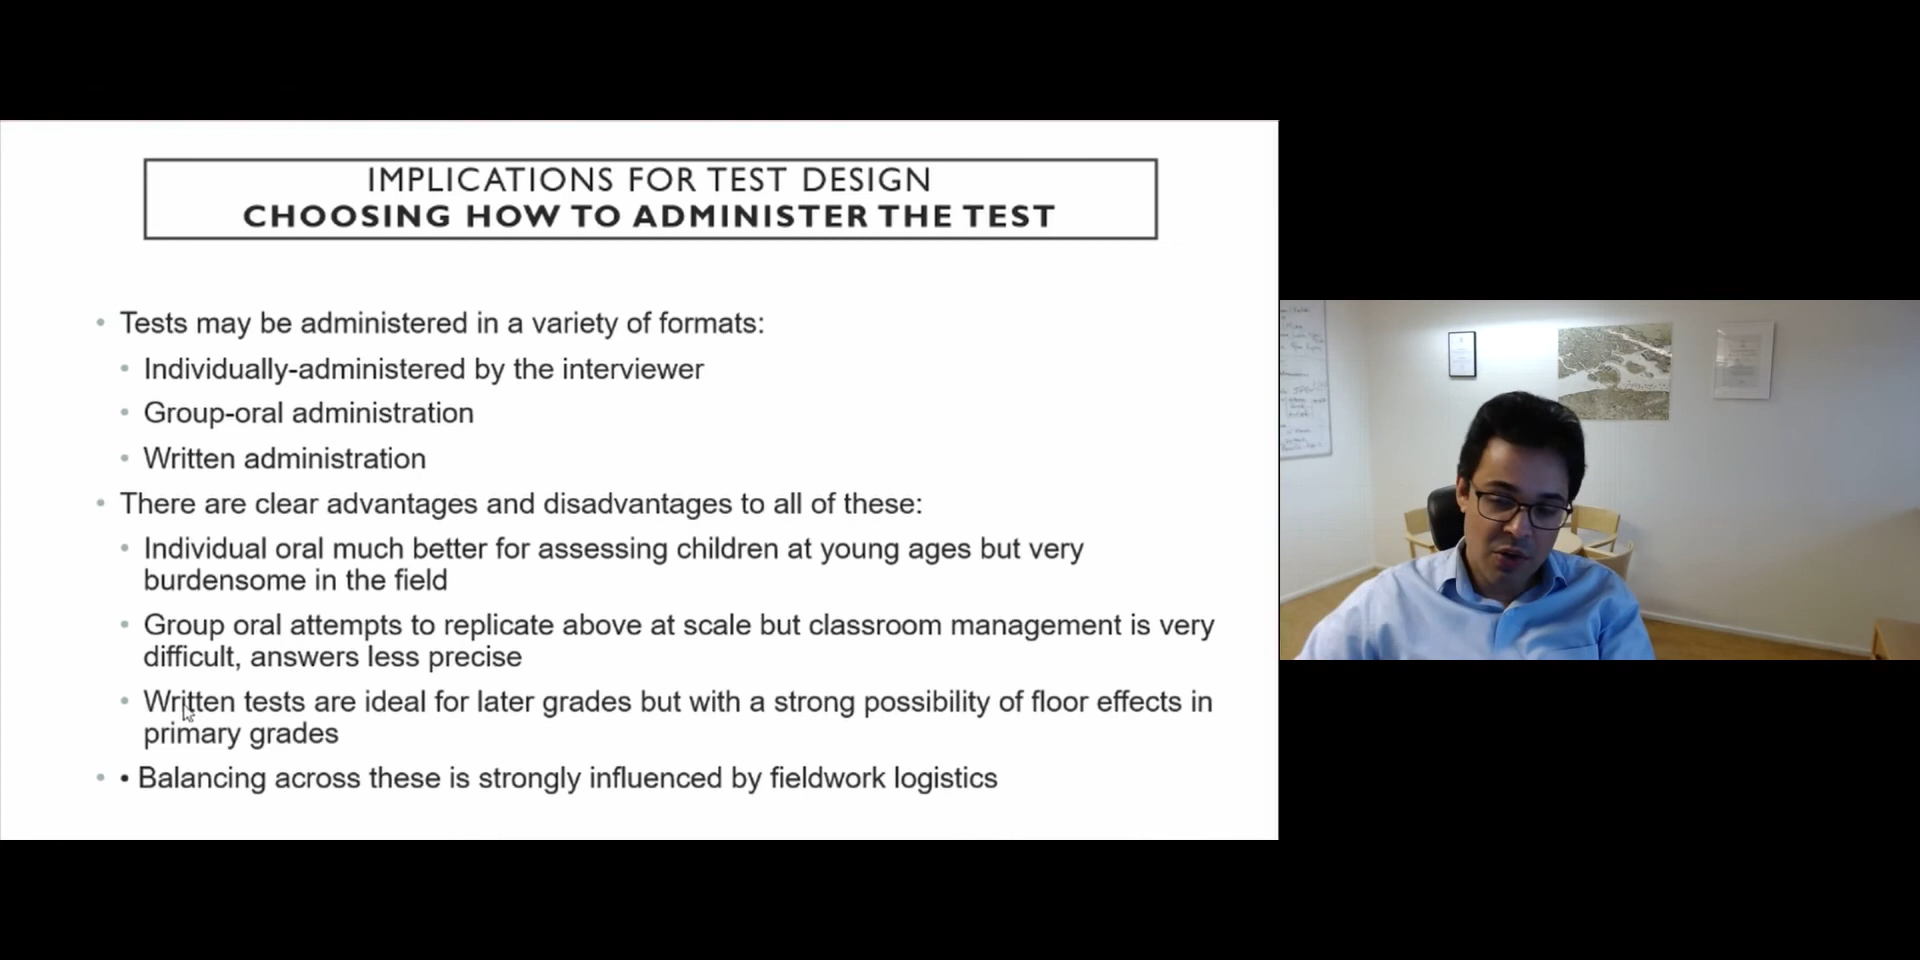 IMPLICATIONS FOR TEST DESIGN
CHOOSING HOW TO ADMINISTER THE TEST
• Tests may be administered in a variety of formats:
• Individually-administered by the interviewer
• Group-oral administration
• Written administration
• There are clear advantages and disadvantages to all of these:
• Individual oral much better for assessing children at young ages but very
burdensome in the field
• Group oral attempts to replicate above at scale but classroom management is very
difficult, answers less precise
• Written tests are ideal for later grades but with a strong possibility of floor effects in
primary grades
• • Balancing across these is strongly influenced by fieldwork logistics